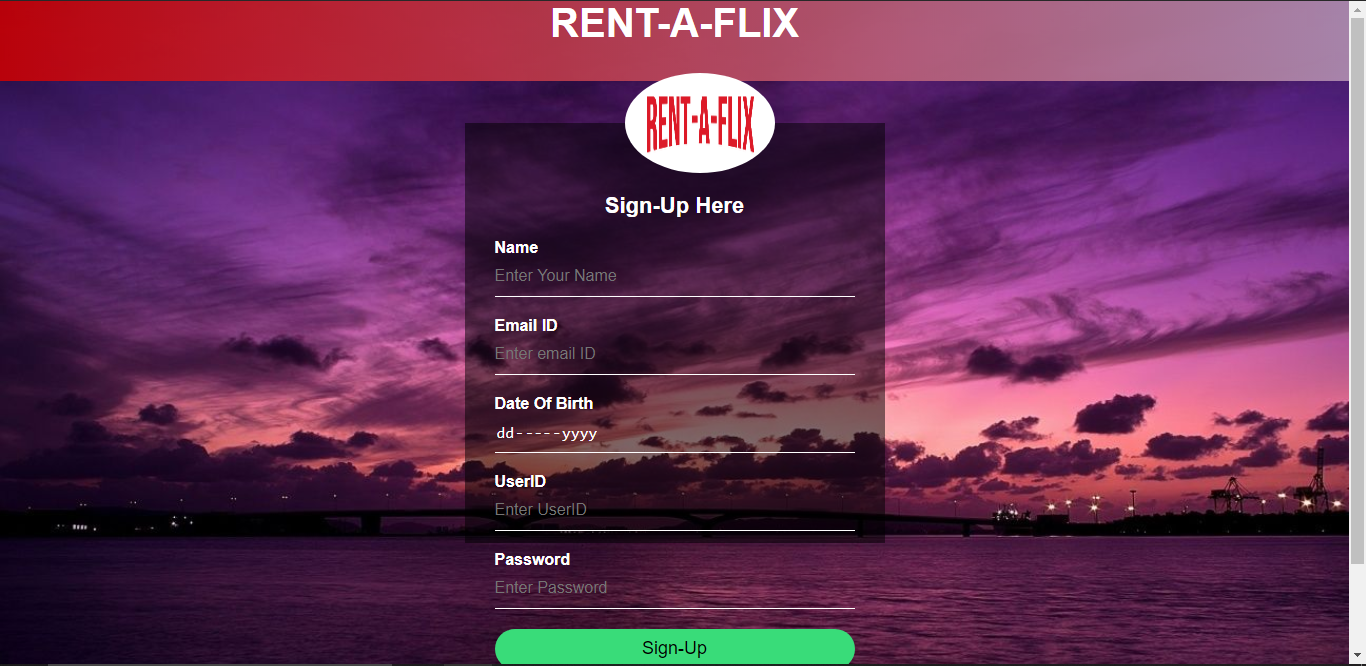 RENT-A-FLIX
RENT-A-FLIX
Sign-Up Here
Name
Enter Your Name
Email ID
Enter email ID
Date Of Birth
dd-----yyyy
UserID
Enter UserID
Password
Enter Password
Sign-Up